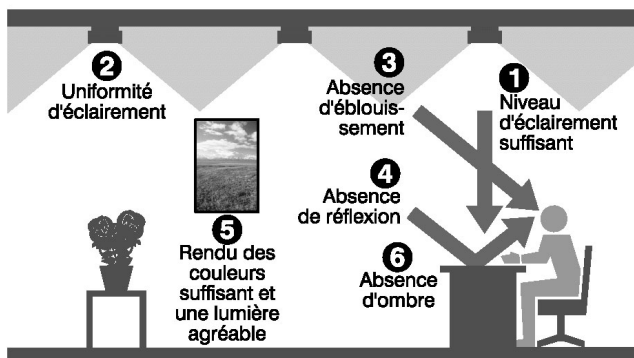 1
Niveau
d'éclairement
suffisant
2
Uniformité
d'éclairement
3
Absence
d'éblouis-
sement
4
Absence
de réflexion
5
Rendu des
couleurs
suffisant et
une lumière
agréable
6
Absence
d'ombre